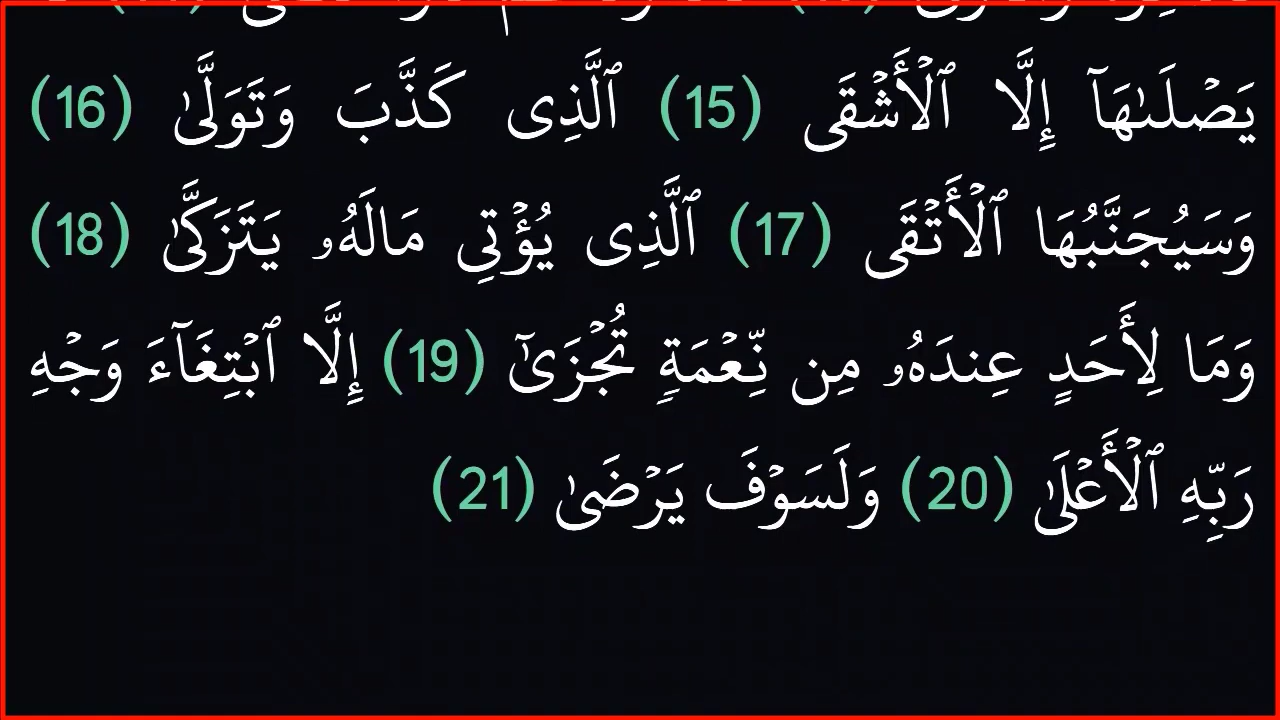 يَصْلَىٰهَآ إِلَّا ٱلْأَشْقَى (15) ٱلَّذِى كَذَّبَ وَتَوَلَّىٰ (16)
وَسَيُجَنَّبُهَا ٱلْأَتْقَى (17) ٱلَّذِى يُؤْتِى مَالَهُۥ يَتَزَكَّىٰ (18)
وَمَا لِأَحَدٍ عِندَهُۥ مِن نِّعْمَةٍ تُجْزَىٰٓ (19) إِلَّا ٱبْتِغَآءَ وَجْهِ
رَبِّهِ ٱلْأَعْلَىٰ (20) وَلَسَوْفَ يَرْضَىٰ (21)